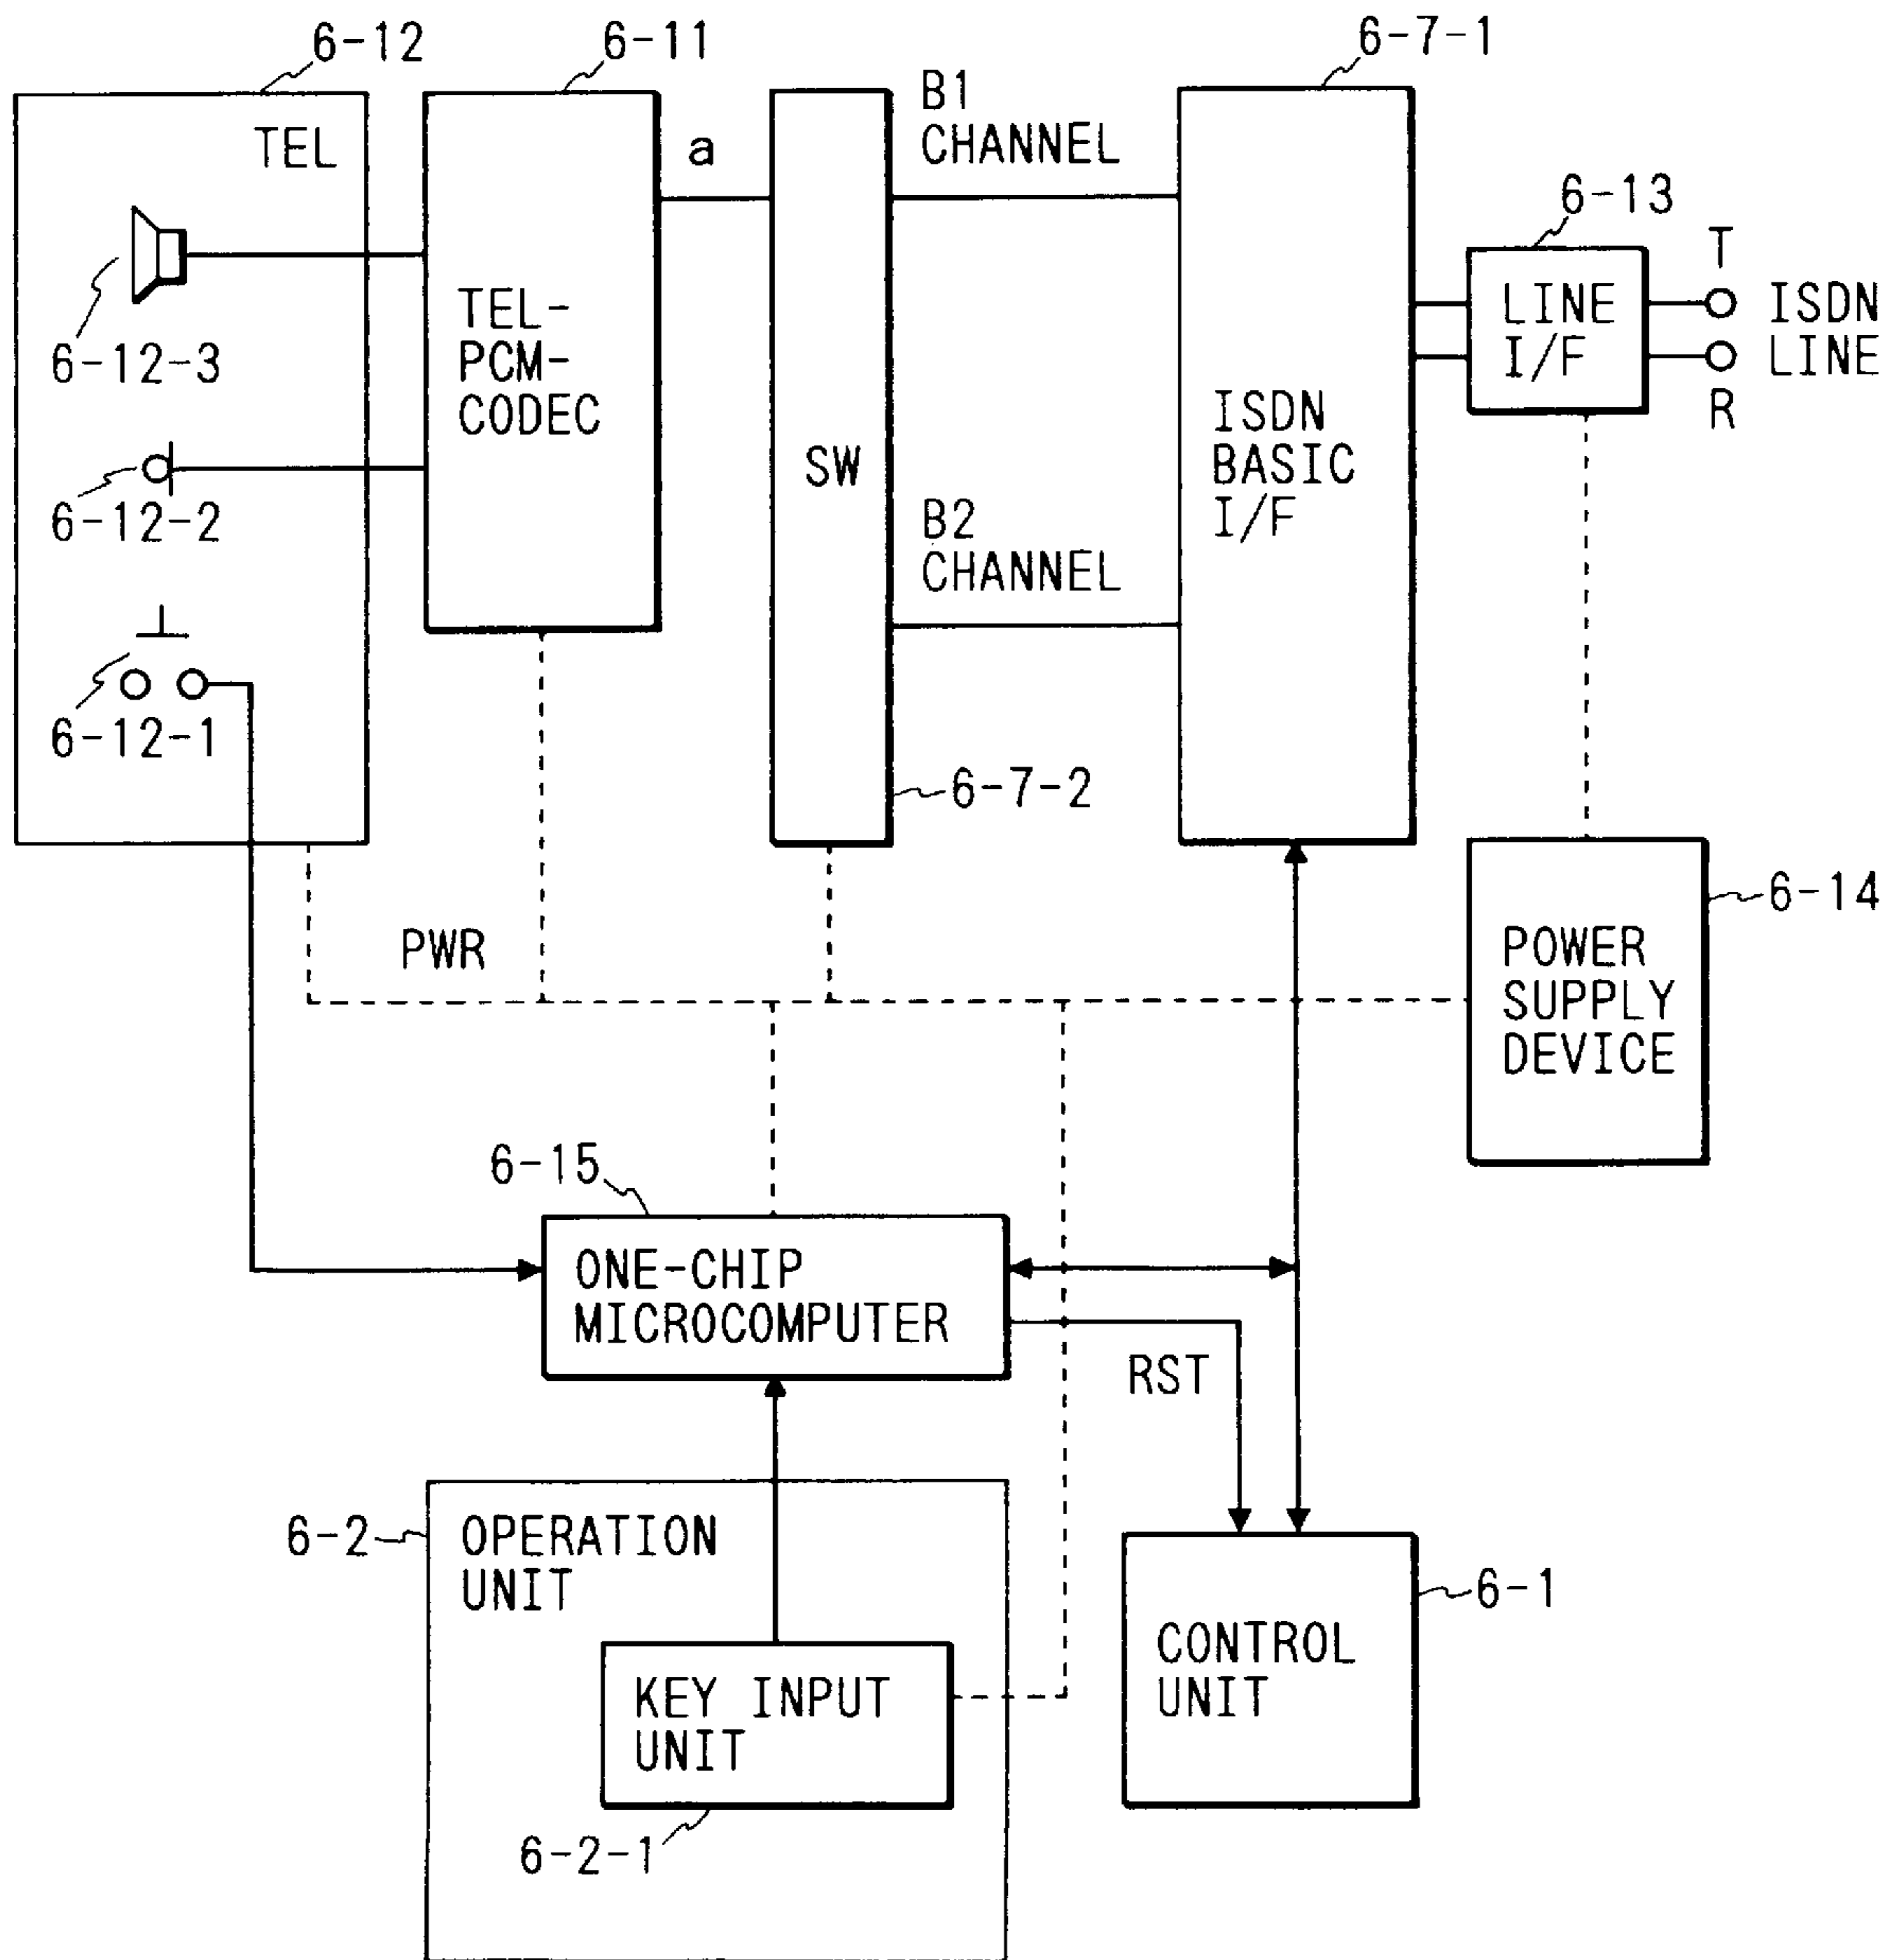 6-12
6-11
6-7-1
TEL
a
B1
CHANNEL
6-13
T
TEL-
PCM-
CODEC
LINE
I/F
ISDN
LINE
R
6-12-3
SW
ISDN
BASIC
I/F
6-12-2
B2
CHANNEL
6-12-1
6-7-2
6-14
PWR
POWER
SUPPLY
DEVICE
6-15
ONE-CHIP
MICROCOMPUTER
RST
6-2
OPERATION
UNIT
6-1
CONTROL
UNIT
KEY INPUT
UNIT
6-2-1